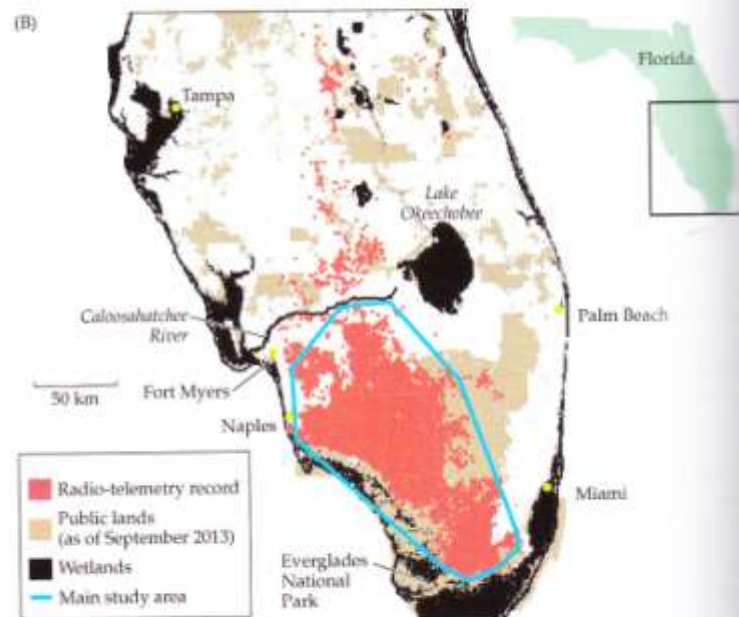 (B)
Florida
Tampa
Lake
Okeechobee
Caloosahatchee
River
Palm Beach
50 km
Fort Myers
Naples
Radio-telemetry record
Public lands
(as of September 2013)
Wetlands
Main study area
Miami
Everglades
National
Park